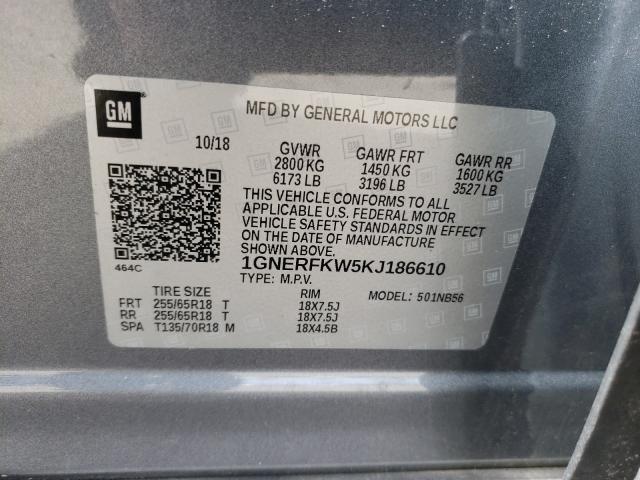 GM
MFD BY GENERAL MOTORS LLC
10/18
GVWR GAWR FRT GAWR RR
2800 KG 1450 KG 1600 KG
6173 LB 3196 LB 3527 LB
THIS VEHICLE CONFORMS TO ALL
APPLICABLE U.S. FEDERAL MOTOR
VEHICLE SAFETY STANDARDS IN EFFECT
ON THE DATE OF MANUFACTURE
SHOWN ABOVE.
1GNERFKW5KJ186610
464C
TYPE: M.P.V.
TIRE SIZE RIM MODEL: 501NB56
FRT 255/65R18 T 18X7.5J
RR 255/65R18 T 18X7.5J
SPA T135/70R18 M 18X4.5B